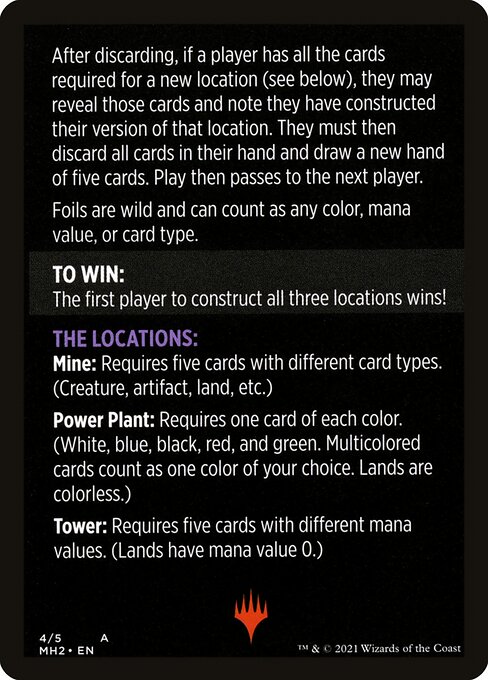 After discarding, if a player has all the cards
required for a new location (see below), they may
reveal those cards and note they have constructed
their version of that location. They must then
discard all cards in their hand and draw a new hand
of five cards. Play then passes to the next player.
Foils are wild and can count as any color, mana
value, or card type.
TO WIN:
The first player to construct all three locations wins!
THE LOCATIONS:
Mine: Requires five cards with different card types.
(Creature, artifact, land, etc.)
Power Plant: Requires one card of each color.
(White, blue, black, red, and green. Multicolored
cards count as one color of your choice. Lands are
colorless.)
Tower: Requires five cards with different mana
values. (Lands have mana value 0.)
4/5 A
MH2 • EN
™ & © 2021 Wizards of the Coast